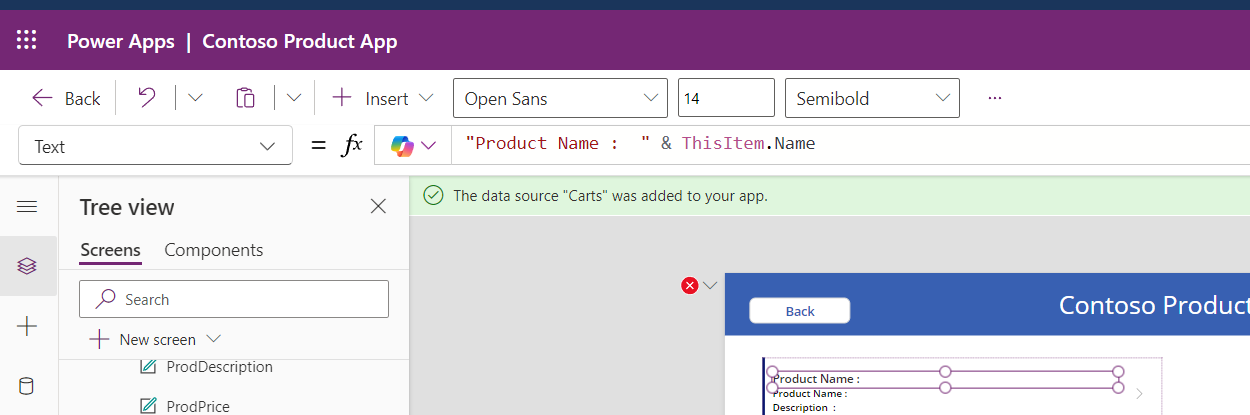 Power Apps | Contoso Product App
Back Insert Open Sans 14 Semibold ...
Text = fx "Product Name :  " & ThisItem.Name
Tree view
The data source "Carts" was added to your app.
Screens Components
Search
New screen
ProdDescription
ProdPrice
Back
Contoso Product
Product Name :
Product Name :
Description :